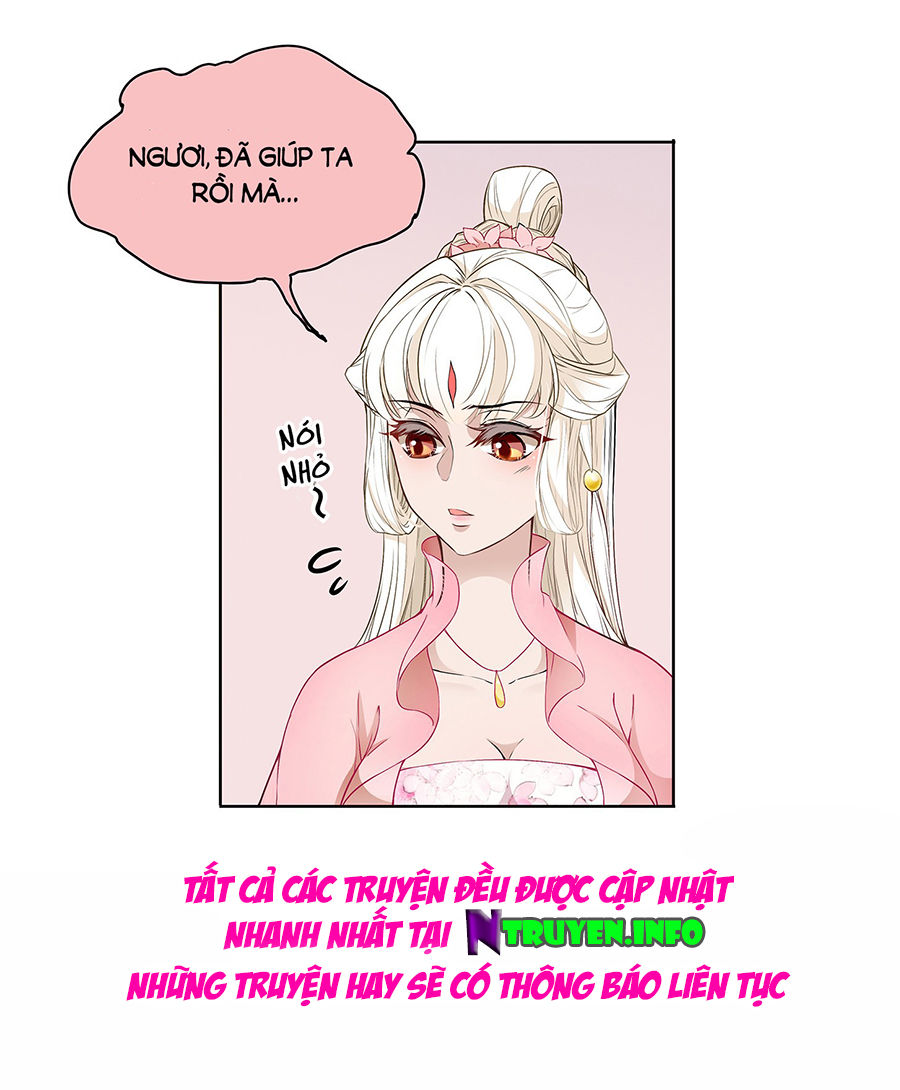 NGƯƠI, ĐÃ GIÚP TA
RỒI MÀ...
NÓI
NHỎ
~
TẤT CẢ CÁC TRUYỆN ĐỀU ĐƯỢC CẬP NHẬT
NHANH NHẤT TẠI NTRUYEN.INFO
NHỮNG TRUYỆN HAY SẼ CÓ THÔNG BÁO LIÊN TỤC